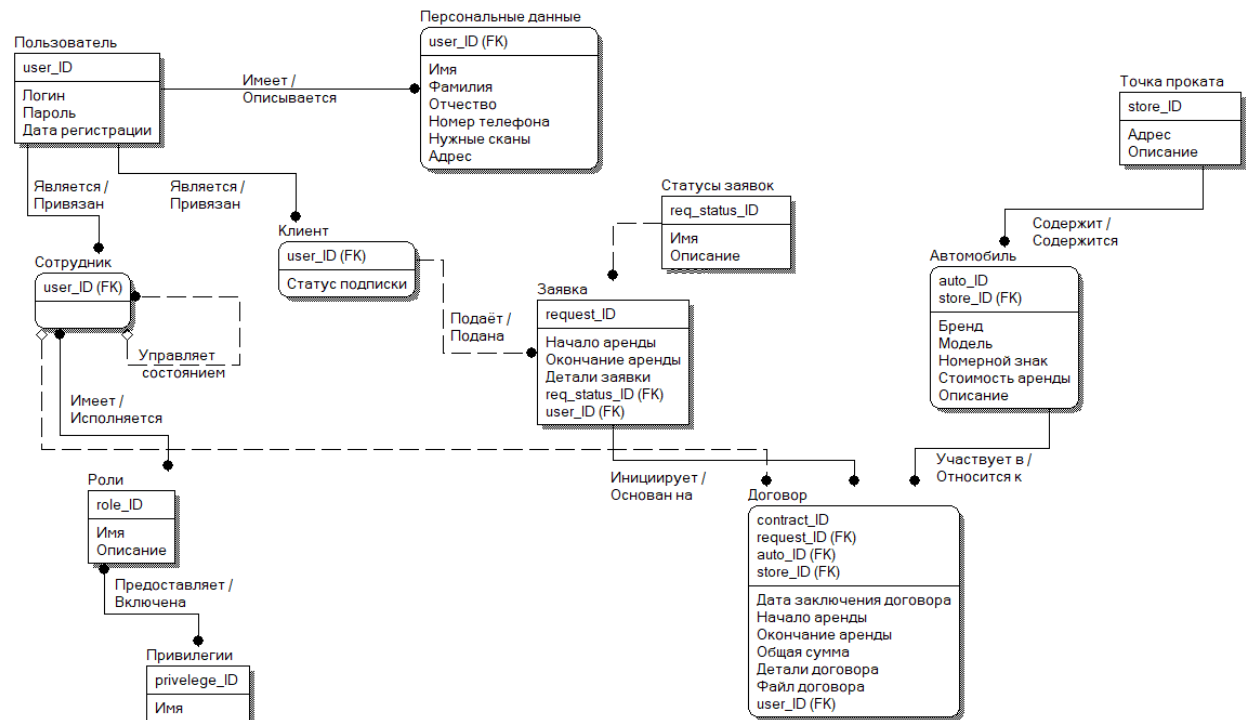 Персональные данные
user_ID (FK)
Имя
Фамилия
Отчество
Номер телефона
Нужные сканы
Адрес
Пользователь
user_ID
Логин
Пароль
Дата регистрации
Имеет /
Описывается
Точка проката
store_ID
Адрес
Описание
Является /
Привязан
Является /
Привязан
Статусы заявок
req_status_ID
Имя
Описание
Содержит /
Содержится
Клиент
user_ID (FK)
Статус подписки
Сотрудник
user_ID (FK)
Управляет
состоянием
Автомобиль
auto_ID
store_ID (FK)
Бренд
Модель
Номерной знак
Стоимость аренды
Описание
Заявка
request_ID
Начало аренды
Окончание аренды
Детали заявки
req_status_ID (FK)
user_ID (FK)
Подаёт /
Подана
Имеет /
Исполняется
Роли
role_ID
Имя
Описание
Инициирует /
Основан на
Участвует в /
Относится к
Договор
contract_ID
request_ID (FK)
auto_ID (FK)
store_ID (FK)
Дата заключения договора
Начало аренды
Окончание аренды
Общая сумма
Детали договора
Файл договора
user_ID (FK)
Предоставляет /
Включена
Привилегии
privelege_ID
Имя